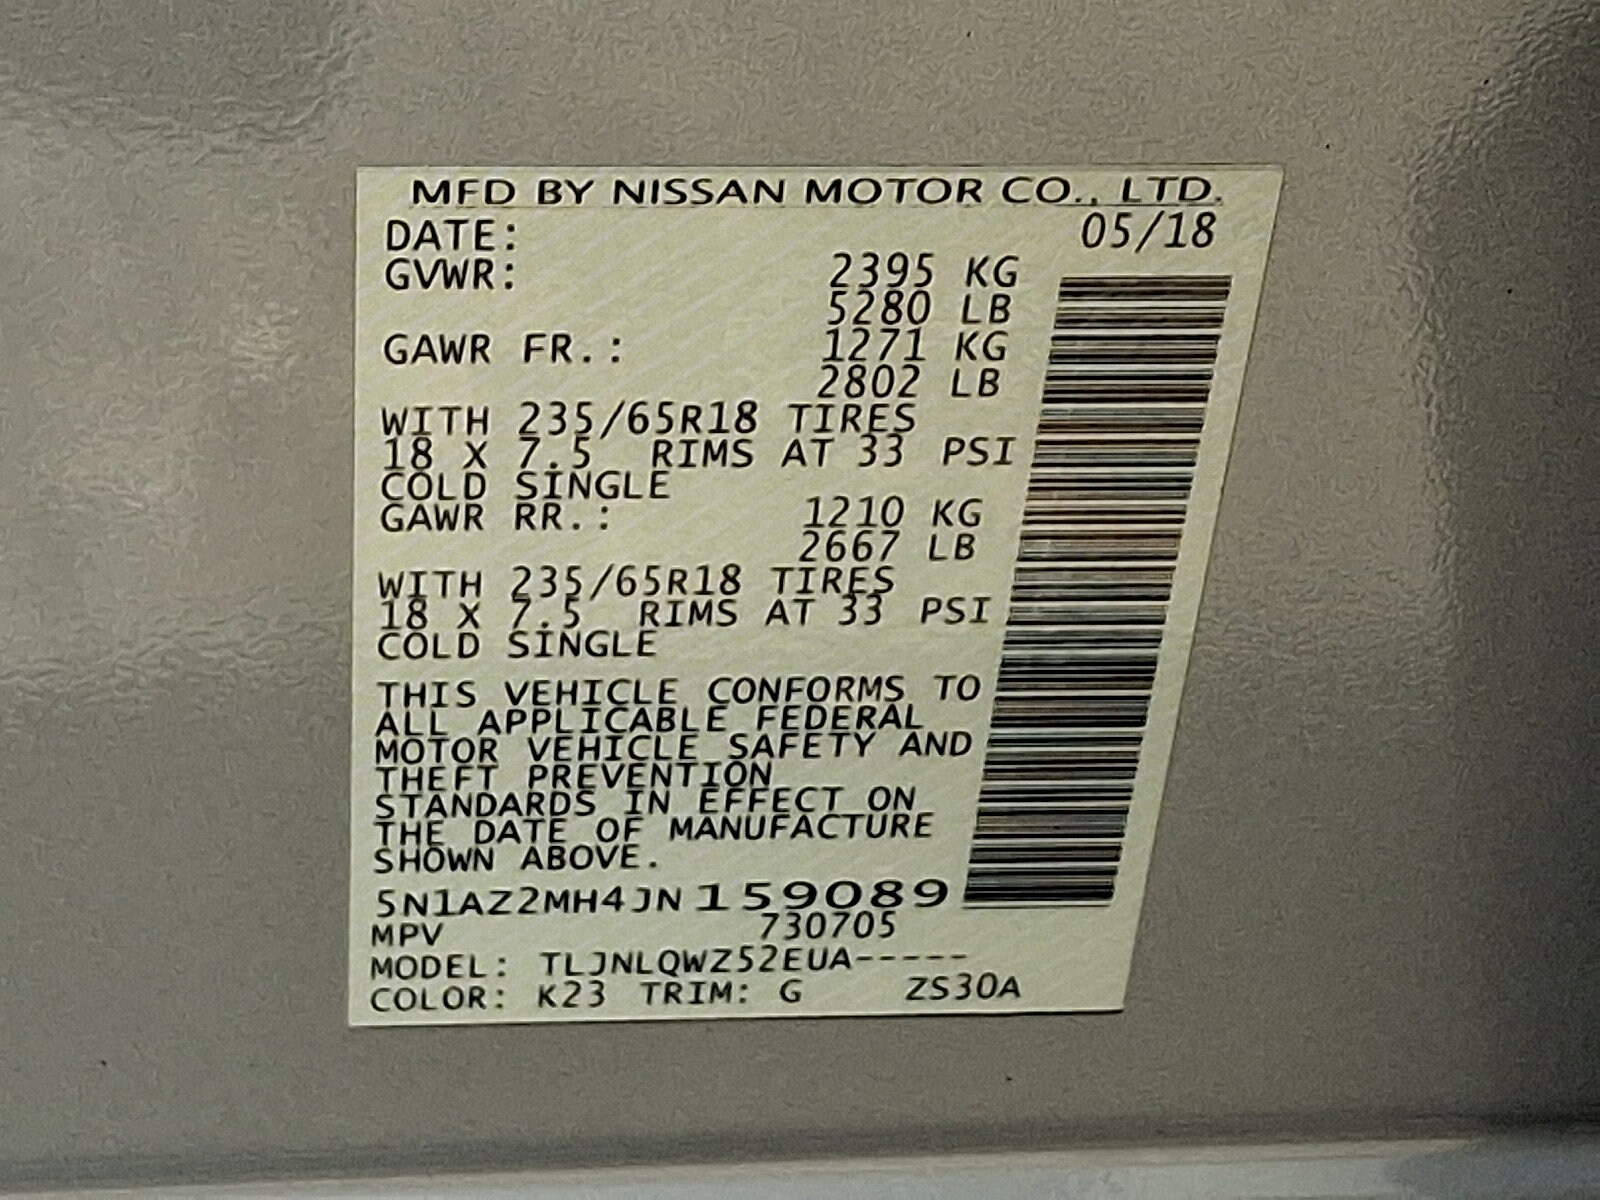 MFD BY NISSAN MOTOR CO., LTD.
DATE: 05/18
GVWR: 2395 KG
5280 LB
GAWR FR.: 1271 KG
2802 LB
WITH 235/65R18 TIRES
18 X 7.5 RIMS AT 33 PSI
COLD SINGLE
GAWR RR.: 1210 KG
2667 LB
WITH 235/65R18 TIRES
18 X 7.5 RIMS AT 33 PSI
COLD SINGLE
THIS VEHICLE CONFORMS TO
ALL APPLICABLE FEDERAL
MOTOR VEHICLE SAFETY AND
THEFT PREVENTION
STANDARDS IN EFFECT ON
THE DATE OF MANUFACTURE
SHOWN ABOVE.
5N1AZ2MH4JN159089
MPV 730705
MODEL: TLJNLQWZ52EUA-----
COLOR: K23 TRIM: G ZS30A